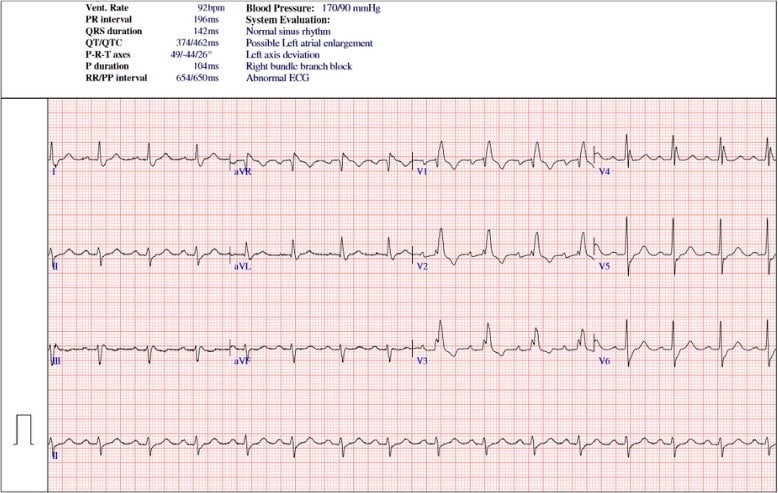 Vent. Rate 92bpm Blood Pressure: 170/90 mmHg
PR interval 196ms System Evaluation:
QRS duration 142ms Normal sinus rhythm
QT/QTC 374/462ms Possible Left atrial enlargement
P-R-T axes 49/-44/26° Left axis deviation
P duration 104ms Right bundle branch block
RR/PP interval 654/650ms Abnormal ECG
I aVR V1 V4
II aVL V2 V5
III aVF V3 V6
II